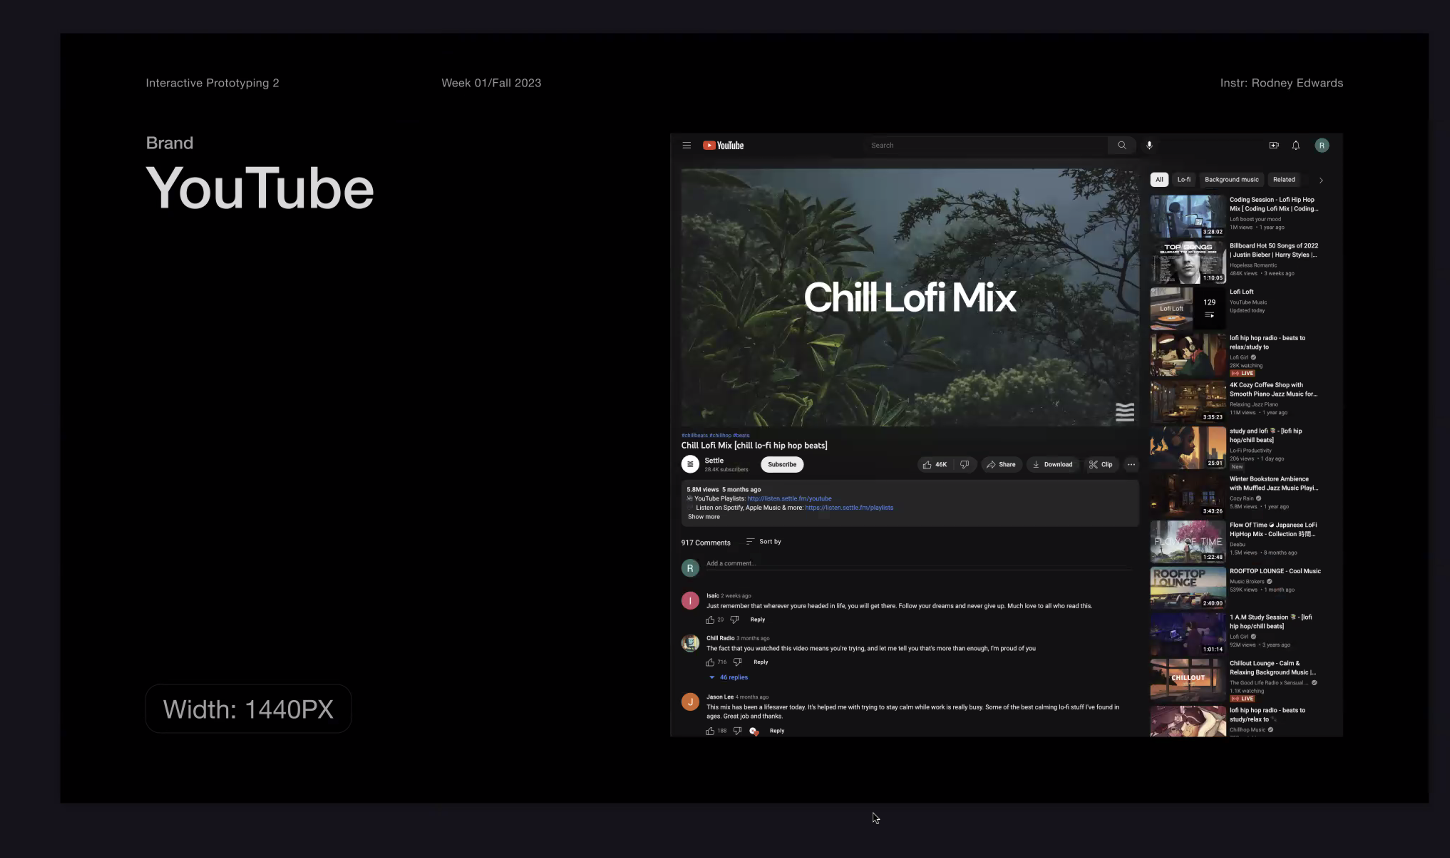 Interactive Prototyping 2
Week 01/Fall 2023
Instr: Rodney Edwards
Brand
YouTube
Width: 1440PX
YouTube
Search
R
Chill Lofi Mix
#chillbeats #chillhop #beats
Chill Lofi Mix [chill lo-fi hip hop beats]
Settle
28.4K subscribers
Subscribe
46K
Share
Download
Clip
5.8M views 5 months ago
YouTube Playlists: http://listen.settle.fm/youtube
Listen on Spotify, Apple Music & more: https://listen.settle.fm/playlists
Show more
917 Comments
Sort by
R
Add a comment...
I
Isaic 2 weeks ago
Just remember that wherever youre headed in life, you will get there. Follow your dreams and never give up. Much love to all who read this.
20
Reply
Chill Radio 3 months ago
The fact that you watched this video means you're trying, and let me tell you that's more than enough, I'm proud of you
716
Reply
46 replies
J
Jason Lee 4 months ago
This mix has been a lifesaver today. It's helped me with trying to stay calm while work is really busy. Some of the best calming lo-fi stuff I've found in
ages. Great job and thanks.
188
Reply
All
Lo-fi
Background music
Related
3:28:02
Coding Session - Lofi Hip Hop
Mix [ Coding Lofi Mix | Coding...
Lofi boost your mood
1M views • 1 year ago
TOP SONGS
1:10:05
Billboard Hot 50 Songs of 2022
| Justin Bieber | Harry Styles |...
Hopeless Romantic
484K views • 3 weeks ago
Lofi Loft
129
Lofi Loft
YouTube Music
Updated today
lofi hip hop radio - beats to
relax/study to
Lofi Girl
28K watching
LIVE
3:35:23
4K Cozy Coffee Shop with
Smooth Piano Jazz Music for...
Relaxing Jazz Piano
11M views • 1 year ago
25:01
study and lofi - [lofi hip
hop/chill beats]
Lo-Fi Productivity
206 views • 1 day ago
New
3:43:26
Winter Bookstore Ambience
with Muffled Jazz Music Playi...
Cozy Rain
5.9M views • 1 year ago
FLOW OF TIME
1:22:48
Flow Of Time Japanese LoFi
HipHop Mix - Collection 時間...
1.5M views • 8 months ago
ROOFTOP
LOUNGE
2:40:00
ROOFTOP LOUNGE - Cool Music
Music Brokers
539K views • 1 month ago
1:01:14
1 A.M Study Session - [lofi
hip hop/chill beats]
Lofi Girl
92M views • 3 years ago
CHILLOUT
Chillout Lounge - Calm &
Relaxing Background Music |...
The Good Life Radio x Sensual ...
1.1K watching
LIVE
lofi hip hop radio - beats to
study/relax to
Chillhop Music